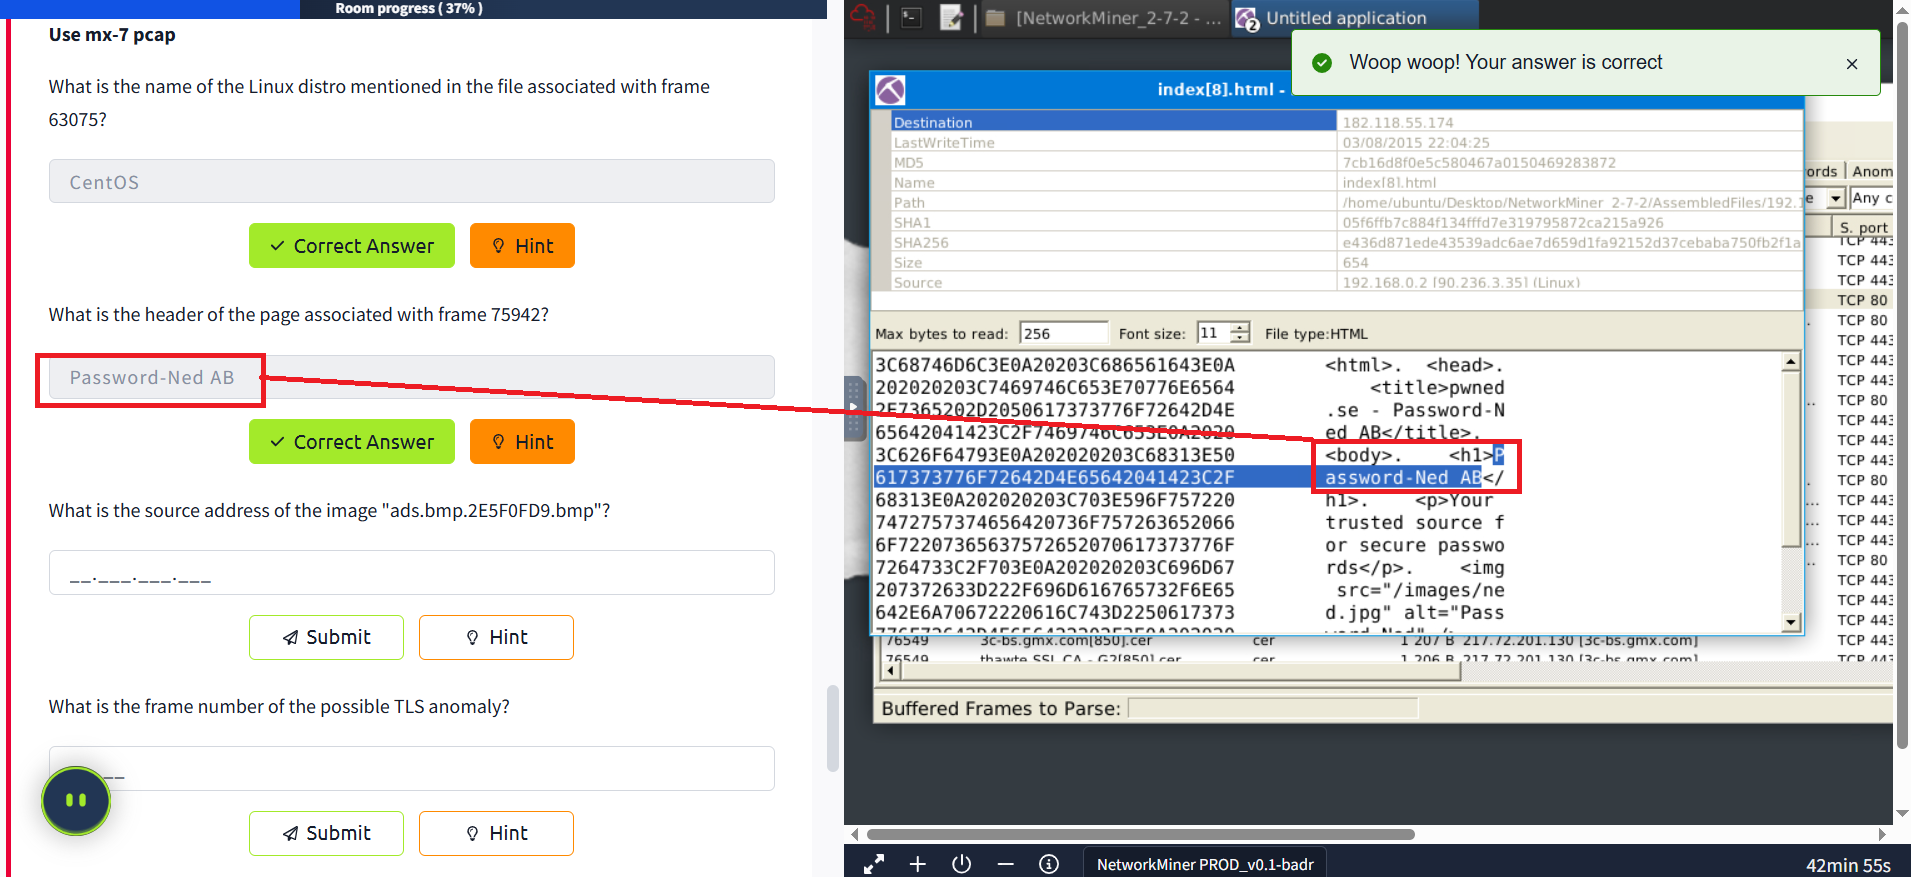 Room progress ( 37% )
Use mx-7 pcap
What is the name of the Linux distro mentioned in the file associated with frame
63075?
CentOS
Correct Answer
Hint
What is the header of the page associated with frame 75942?
Password-Ned AB
Correct Answer
Hint
What is the source address of the image "ads.bmp.2E5F0FD9.bmp"?
__.___.___.___
Submit
Hint
What is the frame number of the possible TLS anomaly?
__
Submit
Hint
[NetworkMiner_2-7-2 - ...
2
Untitled application
Woop woop! Your answer is correct
index[8].html -
Destination 182.118.55.174
LastWriteTime 03/08/2015 22:04:25
MD5 7cb16d8f0e5c580467a0150469283872
Name index[8].html
Path /home/ubuntu/Desktop/NetworkMiner_2-7-2/AssembledFiles/192.1
SHA1 05f6ffb7c884f134fffd7e319795872ca215a926
SHA256 e436d871ede43539adc6ae7d659d1fa92152d37cebaba750fb2f1a
Size 654
Source 192.168.0.2 [90.236.3.35] (Linux)
Max bytes to read: 256 Font size: 11 File type:HTML
3C68746D6C3E0A20203C686561643E0A <html>. <head>.
202020203C7469746C653E70776E6564 <title>pwned
2E7365202D2050617373776F72642D4E .se - Password-N
65642041423C2F7469746C653E0A2020 ed AB</title>.
3C626F64793E0A202020203C68313E50 <body>. <h1>P
617373776F72642D4E65642041423C2F assword-Ned AB</
68313E0A202020203C703E596F757220 h1>. <p>Your
7472757374656420736F757263652066 trusted source f
6F72207365637572652070617373776F or secure passwo
7264733C2F703E0A202020203C696D67 rds</p>. <img
207372633D222F696D616765732F6E65 src="/images/ne
642E6A70672220616C743D2250617373 d.jpg" alt="Pass
ords Anom
e Any c
S. port
TCP 443
TCP 443
TCP 443
TCP 80
TCP 80
TCP 443
TCP 443
TCP 443
TCP 80
TCP 443
TCP 443
TCP 443
TCP 80
TCP 443
TCP 443
TCP 443
TCP 80
TCP 443
TCP 443
TCP 443
TCP 443
TCP 443
76549 3c-bs.gmx.com[850].cer cer 1 207 B 217.72.201.130 [3c-bs.gmx.com]
76549 thawte SSL CA - G2[850].cer cer 1 206 B 217.72.201.130 [3c-bs.gmx.com]
Buffered Frames to Parse:
NetworkMiner PROD_v0.1-badr
42min 55s